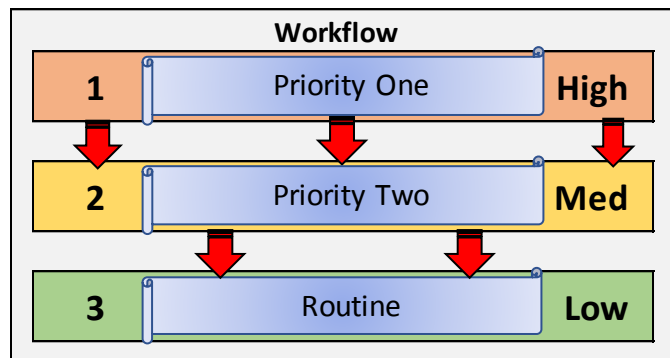 Workflow
1 Priority One High
2 Priority Two Med
3 Routine Low